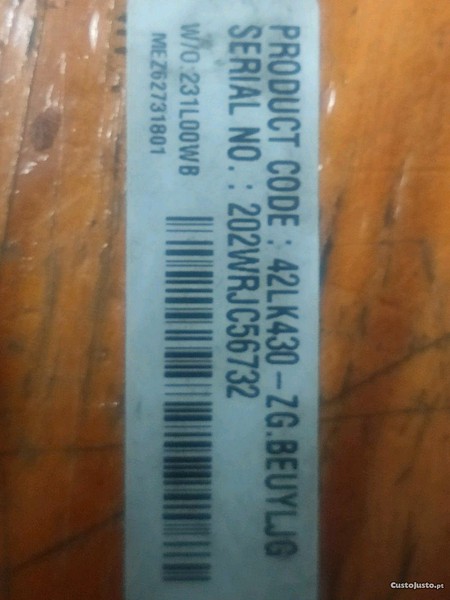 PRODUCT CODE : 42LK430-ZG.BEUYLJG
SERIAL NO. : 202WRJC56732
W/O:231L00WB
MEZ62731801
CustoJusto.pt